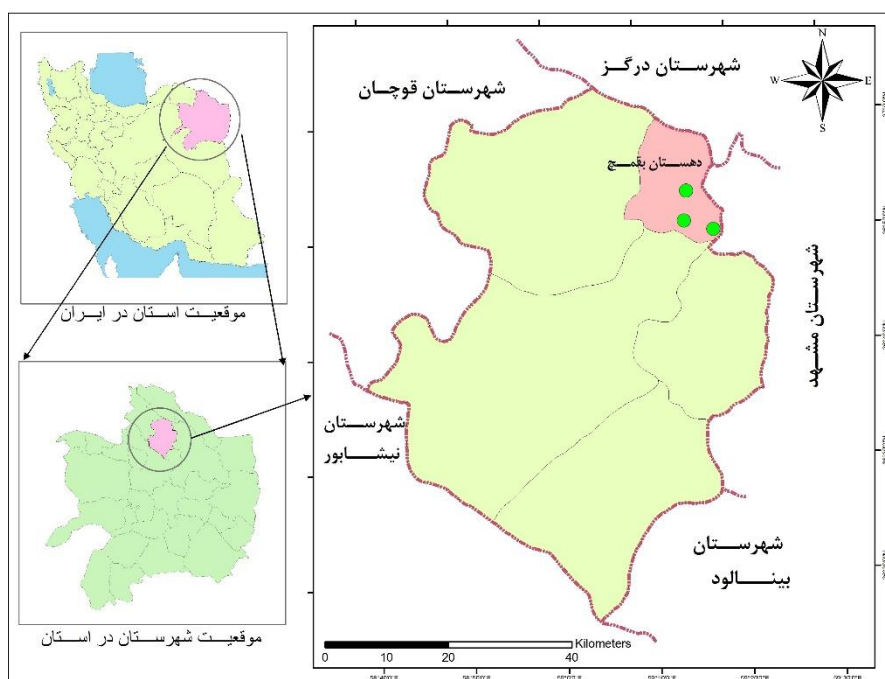 موقعیت استان در ایران
موقعیت شهرستان در استان
شهرستان درگز
شهرستان قوچان
دهستان بقمچ
شهرستان مشهد
شهرستان
نیشابور
شهرستان
بینالود
N
W
E
S
Kilometers
0 10 20 40